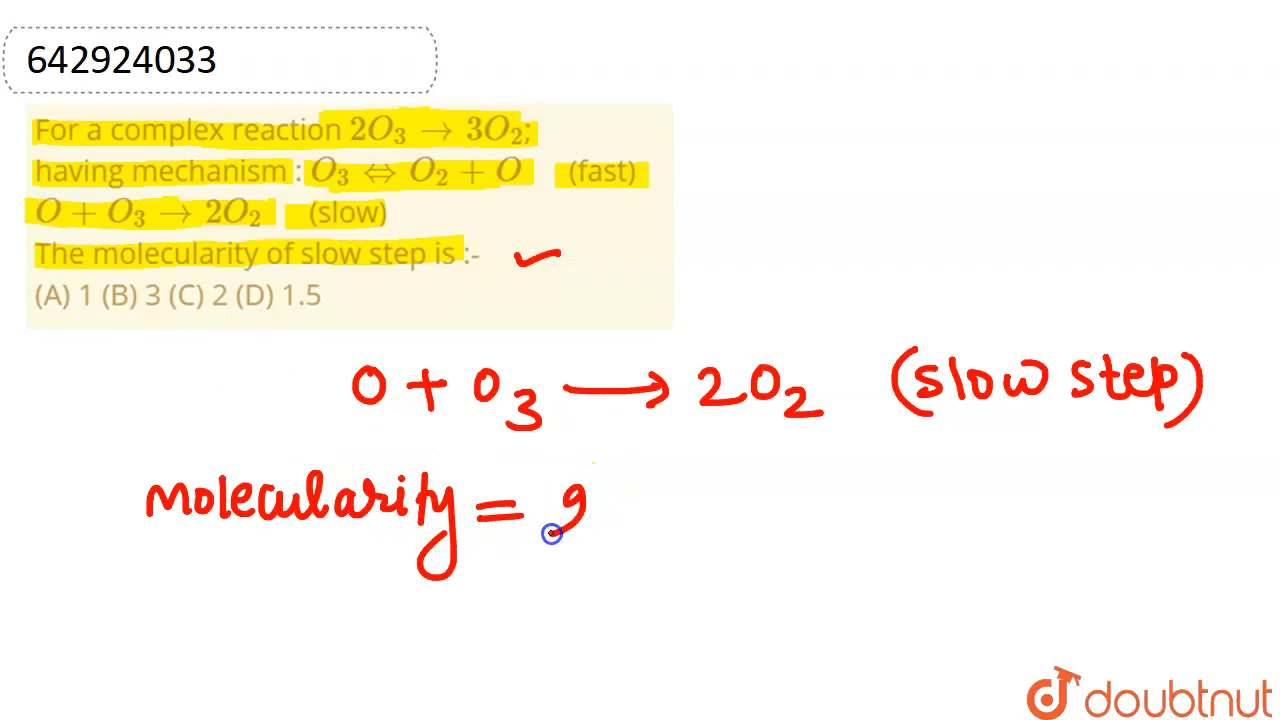 642924033
For a complex reaction 2O₃ → 3O₂;
having mechanism : O₃ ⇔ O₂ + O (fast)
O + O₃ → 2O₂ (slow)
The molecularity of slow step is :-
(A) 1 (B) 3 (C) 2 (D) 1.5
O + O₃ → 2O₂ (slow step)
molecularity =
doubtnut